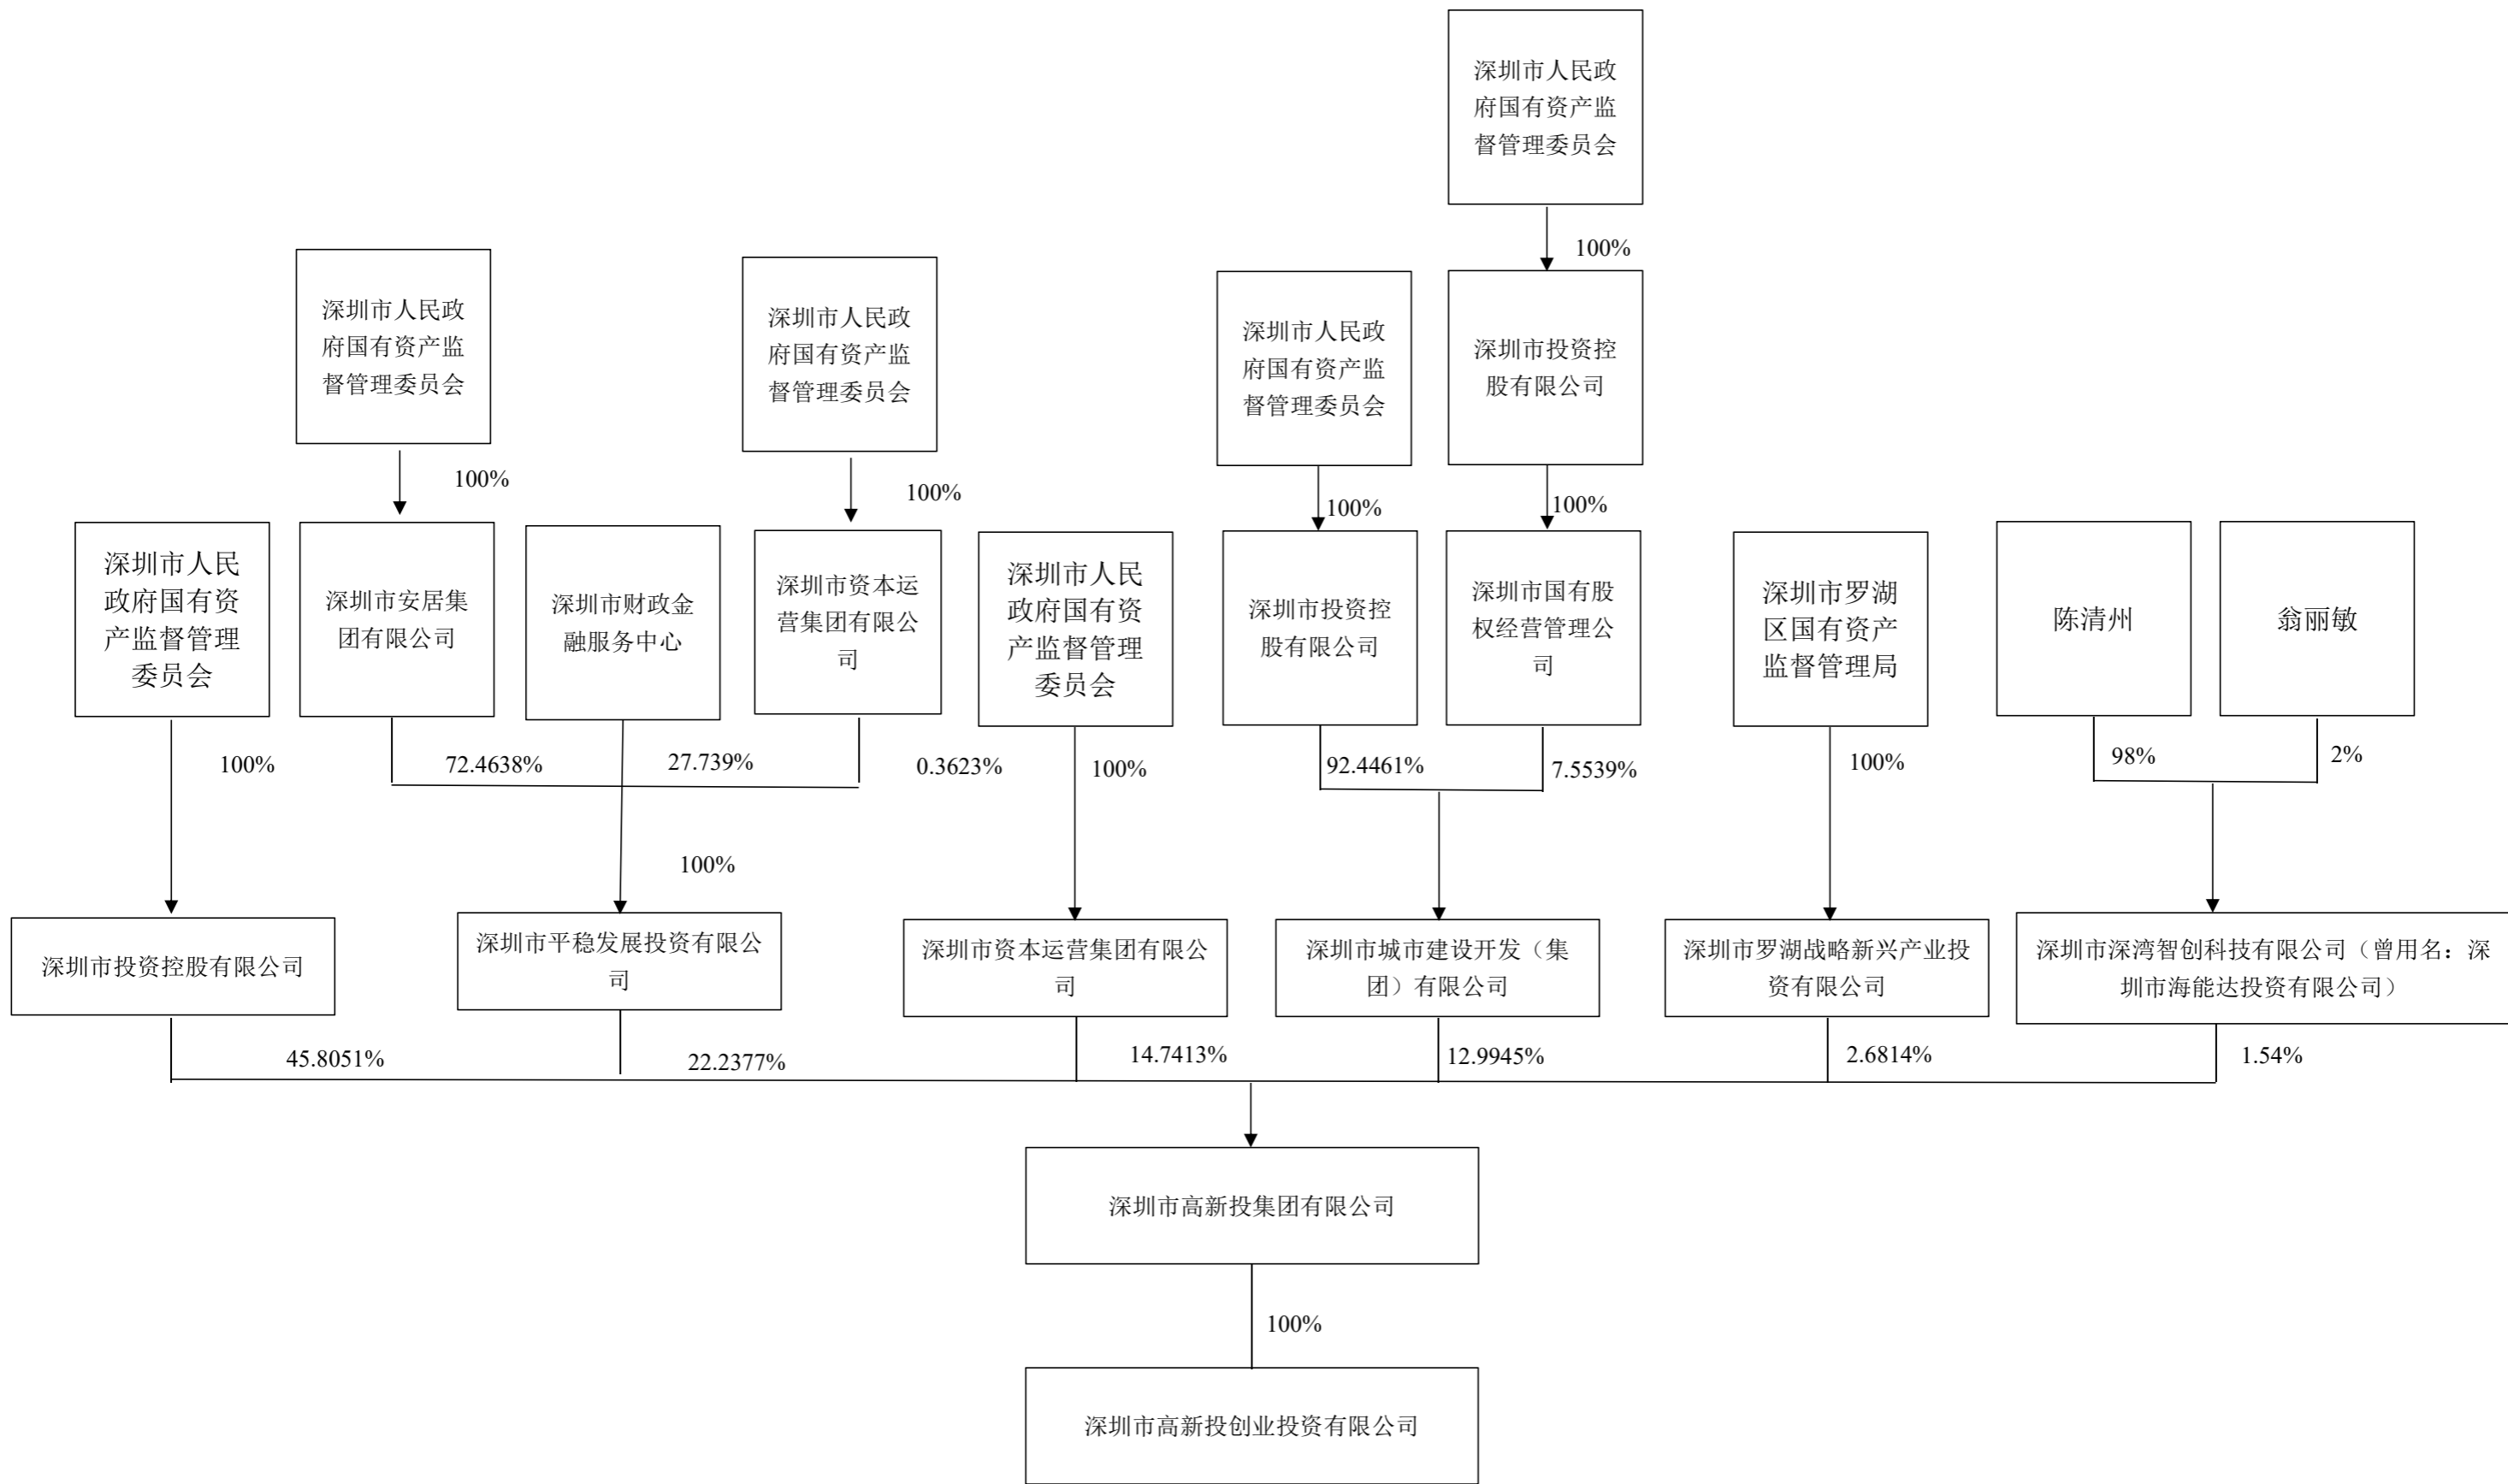 深圳市人民政
府国有资产监
督管理委员会
100%
深圳市人民政
府国有资产监
督管理委员会
深圳市人民政
府国有资产监
督管理委员会
深圳市人民政
府国有资产监
督管理委员会
深圳市投资控
股有限公司
100%
100%
100%
100%
深圳市人民
政府国有资
产监督管理
委员会
深圳市安居集
团有限公司
深圳市财政金
融服务中心
深圳市资本运
营集团有限公
司
深圳市人民
政府国有资
产监督管理
委员会
深圳市投资控
股有限公司
深圳市国有股
权经营管理公
司
深圳市罗湖
区国有资产
监督管理局
陈清州
翁丽敏
100%
72.4638%
27.739%
0.3623%
100%
92.4461%
7.5539%
100%
98%
2%
100%
深圳市投资控股有限公司
深圳市平稳发展投资有限公
司
深圳市资本运营集团有限公
司
深圳市城市建设开发（集
团）有限公司
深圳市罗湖战略新兴产业投
资有限公司
深圳市深湾智创科技有限公司（曾用名：深
圳市海能达投资有限公司）
45.8051%
22.2377%
14.7413%
12.9945%
2.6814%
1.54%
深圳市高新投集团有限公司
100%
深圳市高新投创业投资有限公司